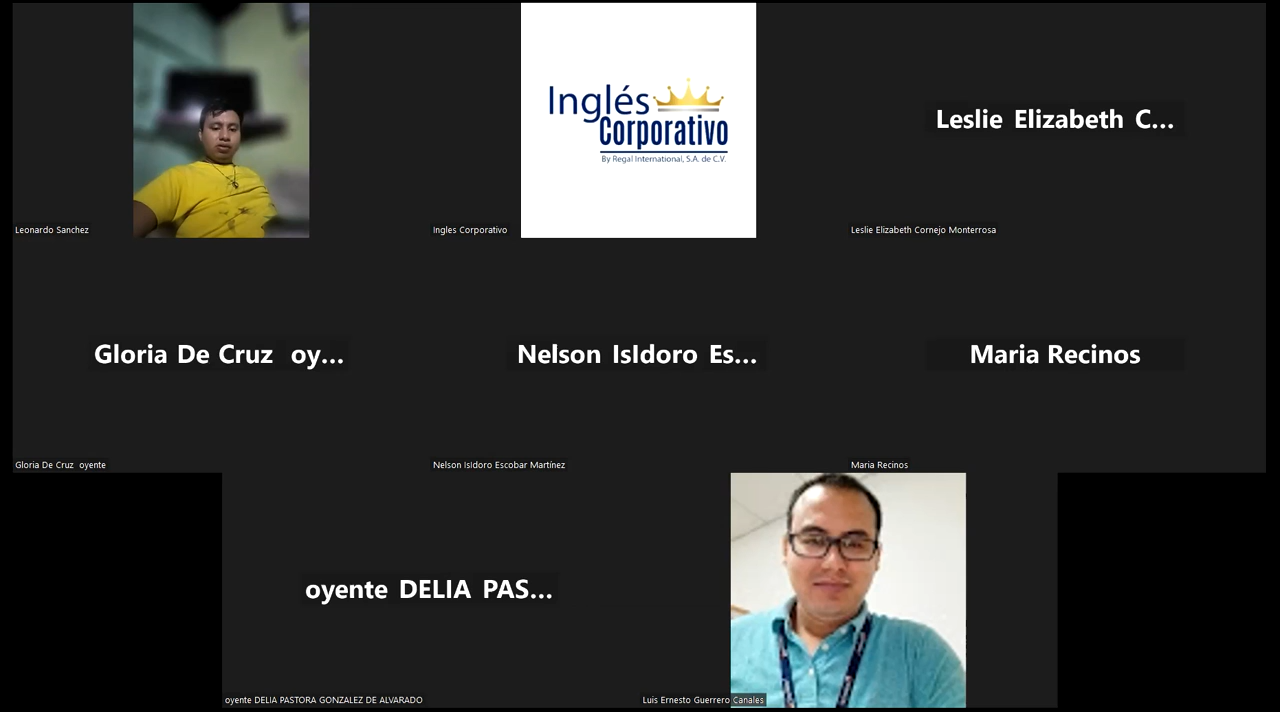 Leonardo Sanchez
Inglés
Corporativo
By Regal International, S.A. de C.V.
Ingles Corporativo
Leslie Elizabeth C...
Leslie Elizabeth Cornejo Monterrosa
Gloria De Cruz oy...
Gloria De Cruz oyente
Nelson IsIdoro Es...
Nelson IsIdoro Escobar Martínez
Maria Recinos
Maria Recinos
oyente DELIA PAS...
oyente DELIA PASTORA GONZALEZ DE ALVARADO
Luis Ernesto Guerrero Canales